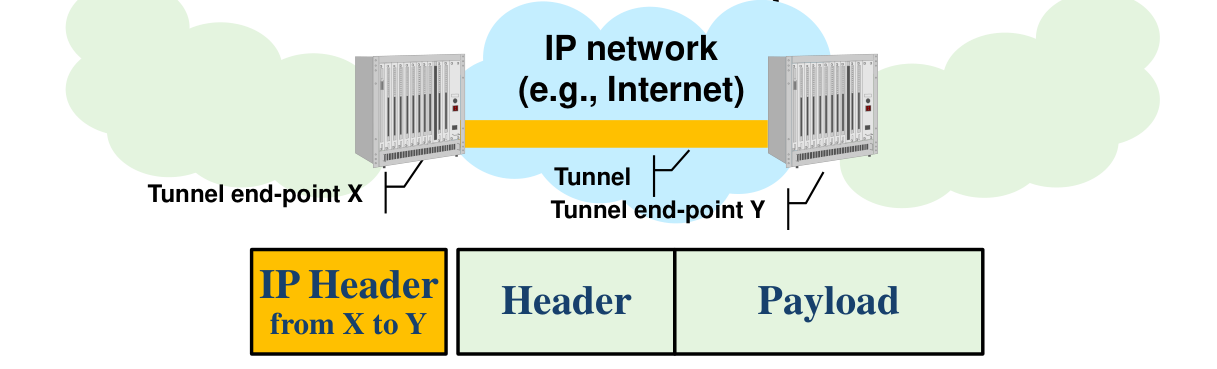 IP network
(e.g., Internet)
Tunnel
Tunnel end-point X
Tunnel end-point Y
IP Header
from X to Y
Header
Payload